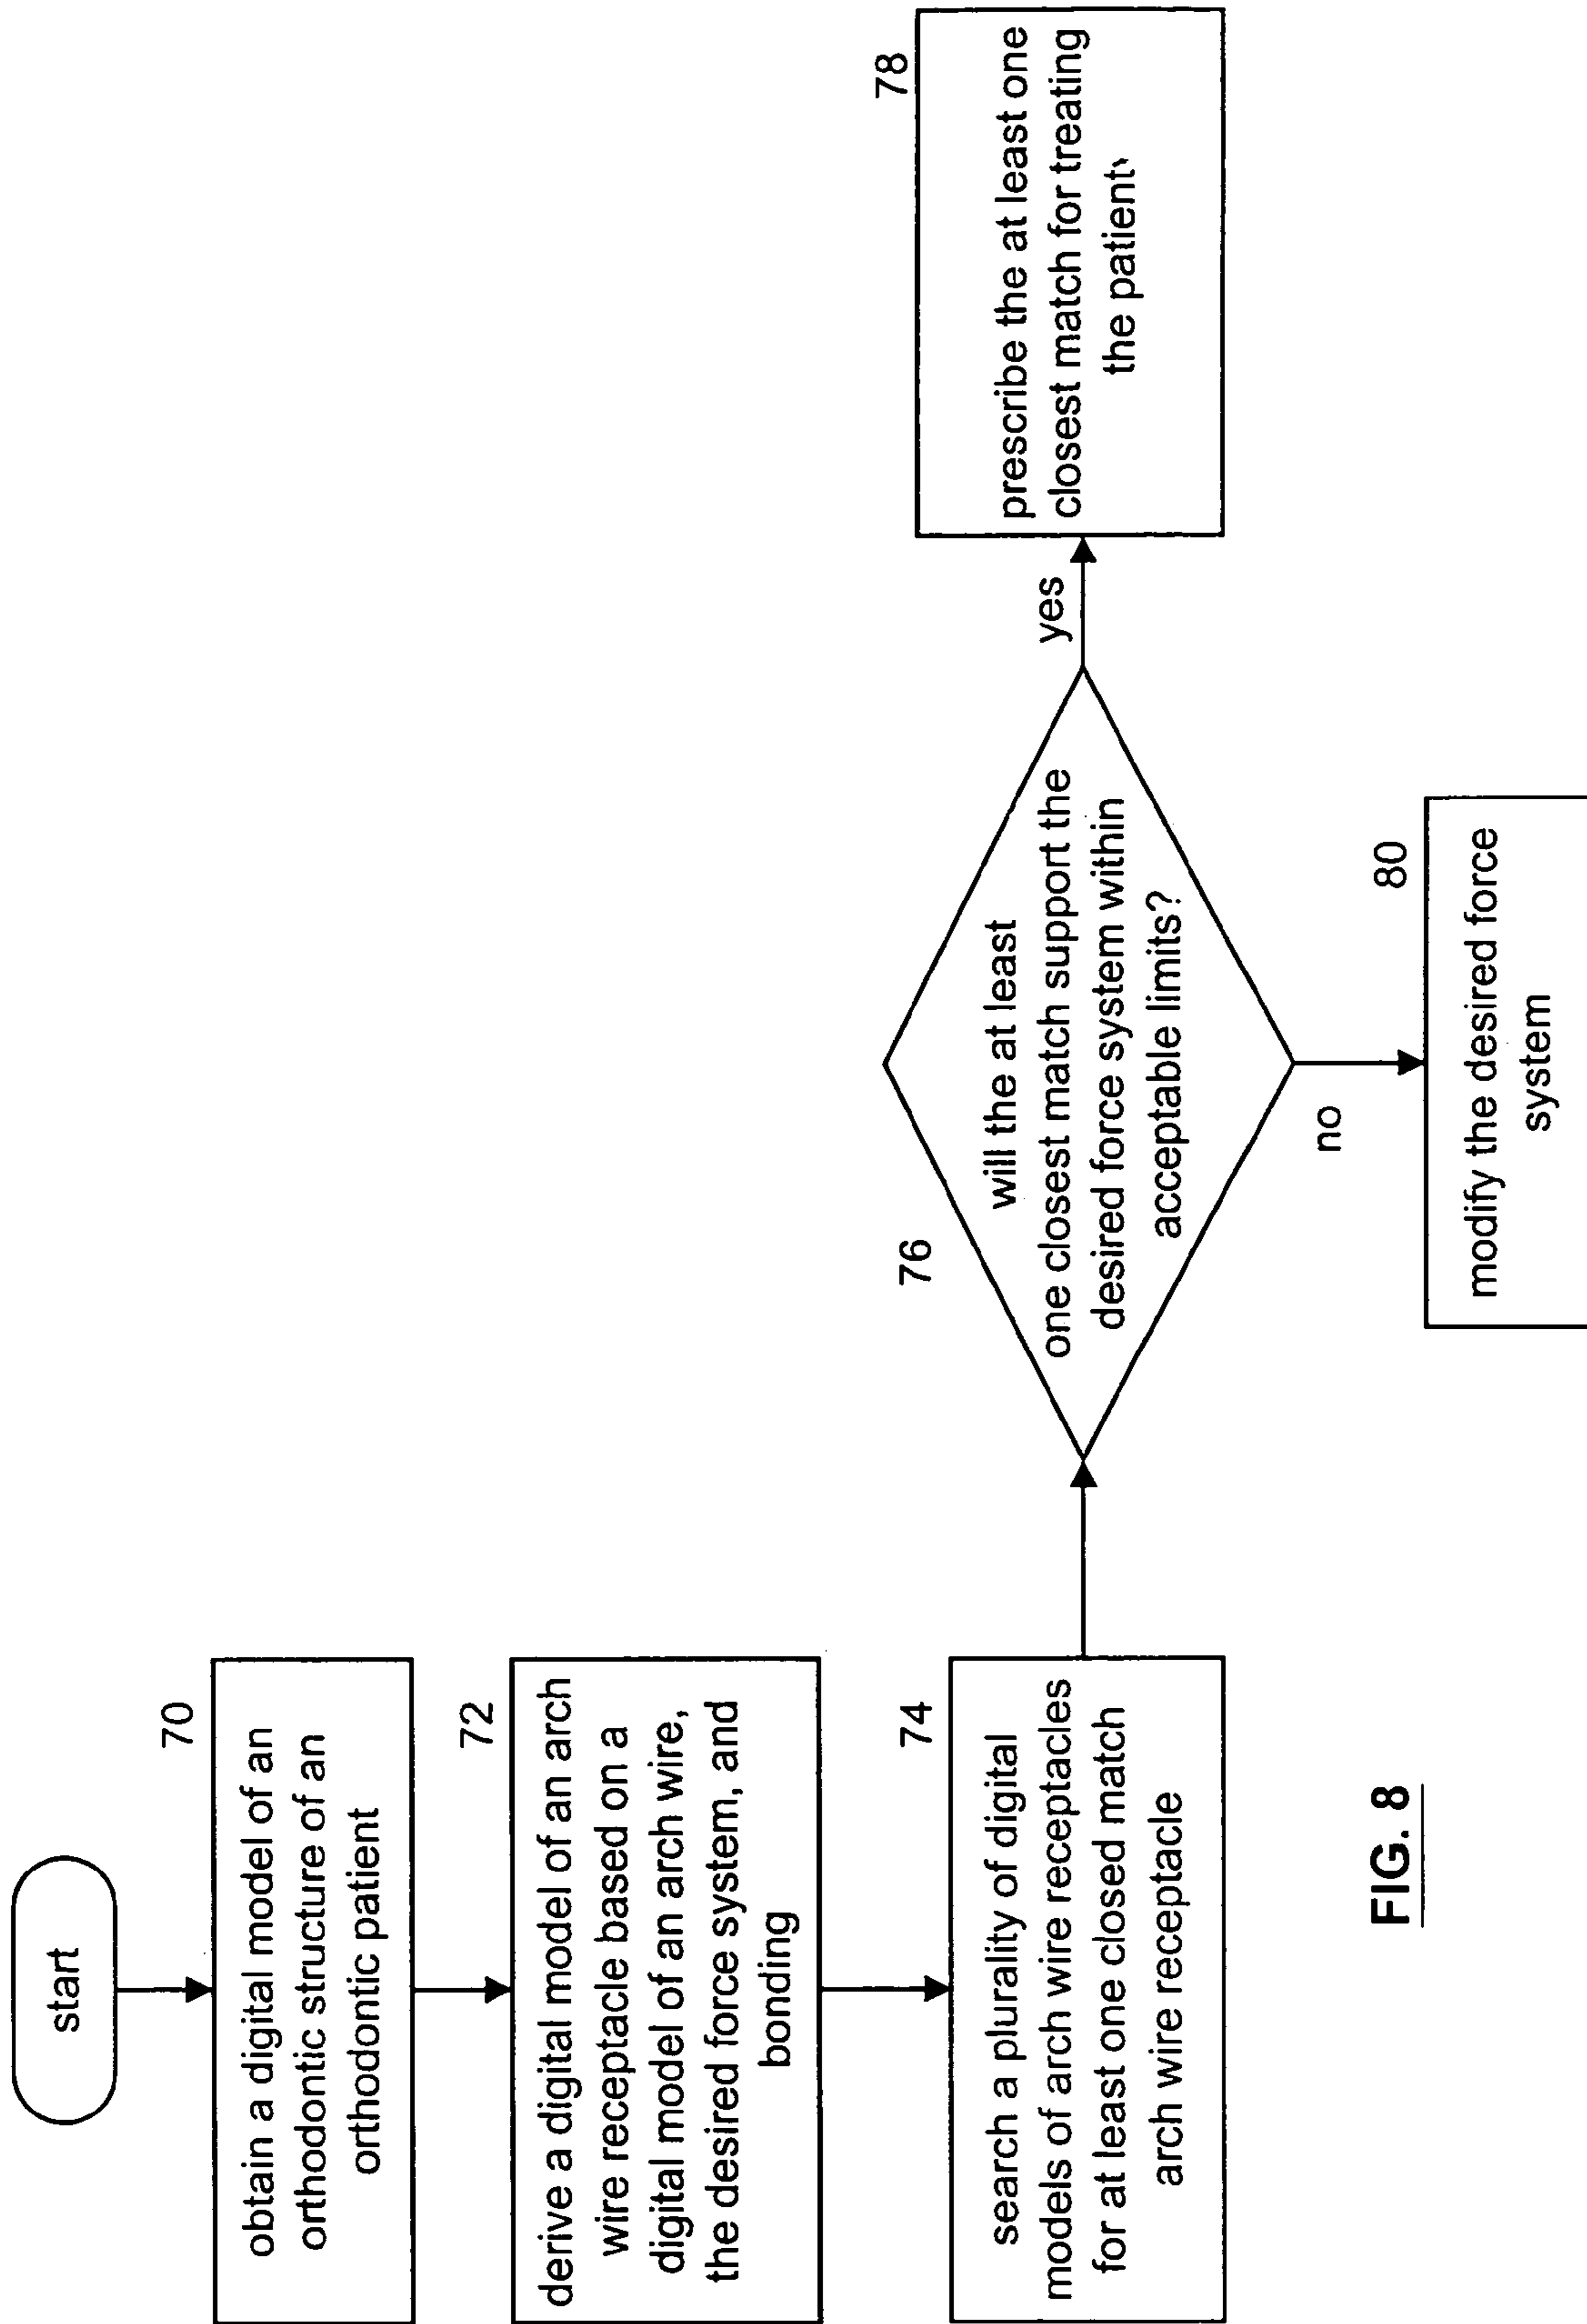 start
70
obtain a digital model of an
orthodontic structure of an
orthodontic patient
72
derive a digital model of an arch
wire receptacle based on a
digital model of an arch wire,
the desired force system, and
bonding
74
search a plurality of digital
models of arch wire receptacles
for at least one closed match
arch wire receptacle
76
will the at least
one closest match support the
desired force system within
acceptable limits?
yes
78
prescribe the at least one
closest match for treating
the patient
no
80
modify the desired force
system
FIG. 8